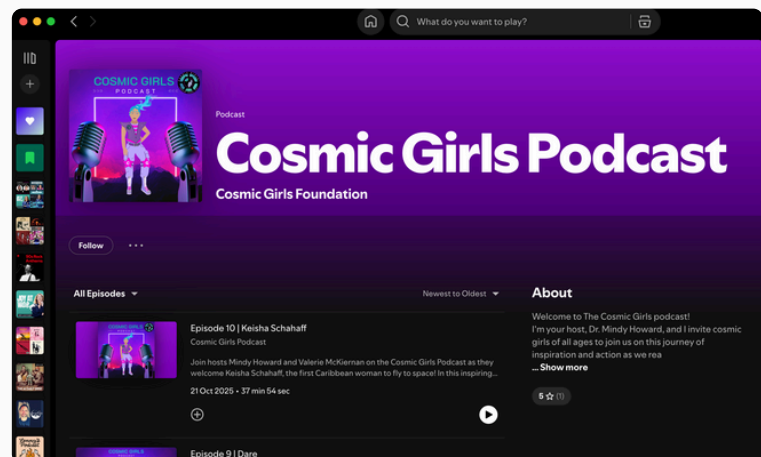 What do you want to play?
COSMIC GIRLS
PODCAST
Podcast
Cosmic Girls Podcast
Cosmic Girls Foundation
Follow
All Episodes
Newest to Oldest
Episode 10 | Keisha Schahaff
Cosmic Girls Podcast
Join hosts Mindy Howard and Valerie McKiernan on the Cosmic Girls Podcast as they
welcome Keisha Schahaff, the first Caribbean woman to fly to space! In this inspiring...
21 Oct 2025 • 37 min 54 sec
About
Welcome to The Cosmic Girls podcast!
I'm your host, Dr. Mindy Howard, and I invite cosmic
girls of all ages to join us on this journey of
inspiration and action as we rea
... Show more
5 ☆ (1)
COSMIC GIRLS
Episode 9 | Dare